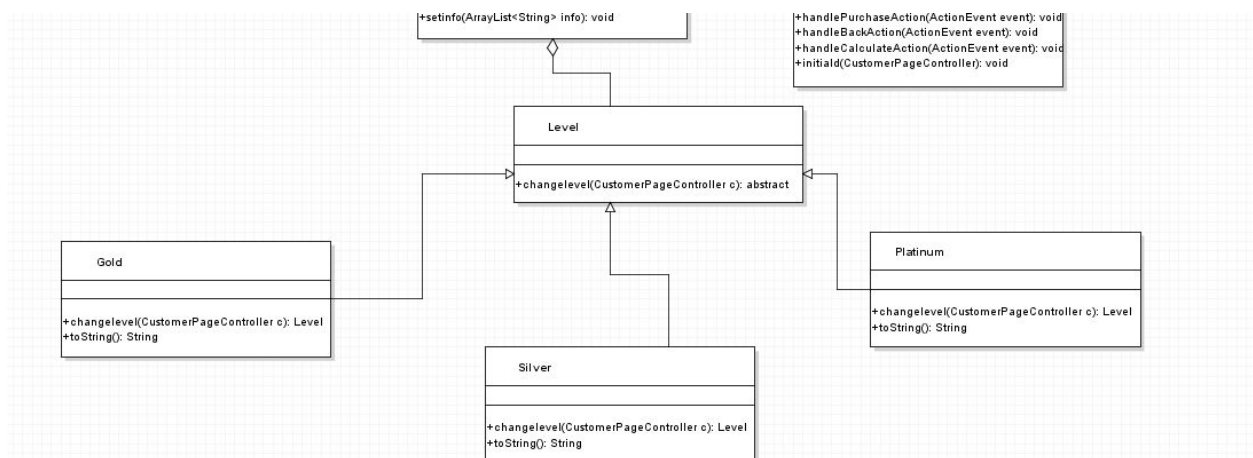 +setinfo(ArrayList<String> info): void
+handlePurchaseAction(ActionEvent event): void
+handleBackAction(ActionEvent event): void
+handleCalculateAction(ActionEvent event): void
+initiald(CustomerPageController): void
Level
+changelevel(CustomerPageController c): abstract
Gold
+changelevel(CustomerPageController c): Level
+toString(): String
Platinum
+changelevel(CustomerPageController c): Level
+toString(): String
Silver
+changelevel(CustomerPageController c): Level
+toString(): String